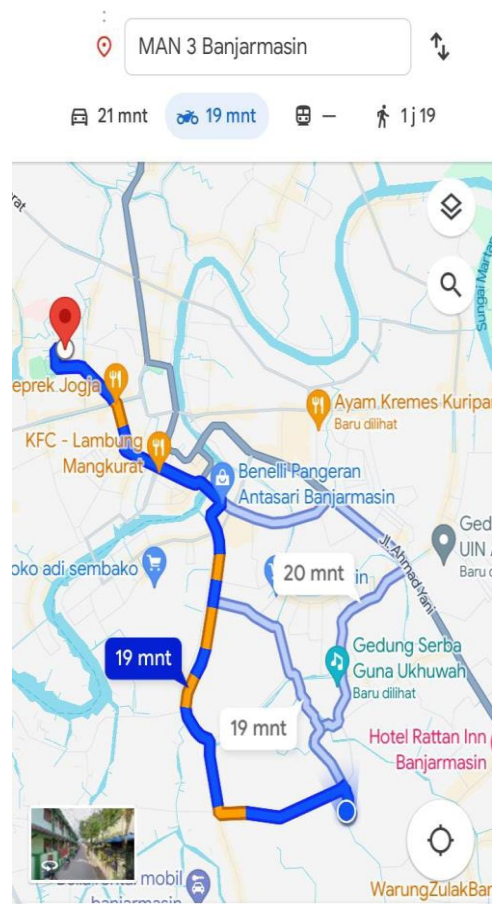 MAN 3 Banjarmasin
21 mnt
19 mnt
—
1 j 19
Sungai Martap
eprek Jogja
Ayam Kremes Kuripan
Baru dilihat
KFC - Lambung
Mangkurat
Benelli Pangeran
Antasari Banjarmasin
Ged
UIN A
Baru d
oko adi sembako
in
20 mnt
Jl. Ahmad Yani
19 mnt
Gedung Serba
Guna Ukhuwah
Baru dilihat
19 mnt
Hotel Rattan Inn
Banjarmasin
mobil
banjarmasin
WarungZulakBar